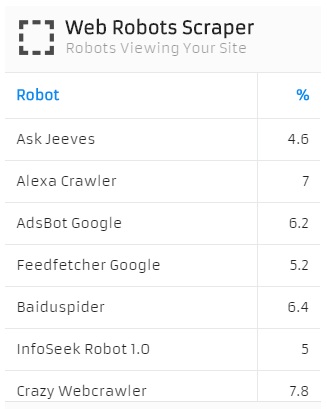 Web Robots Scraper
Robots Viewing Your Site
Robot %
Ask Jeeves 4.6
Alexa Crawler 7
AdsBot Google 6.2
Feedfetcher Google 5.2
Baiduspider 6.4
InfoSeek Robot 1.0 5
Crazy Webcrawler 7.8